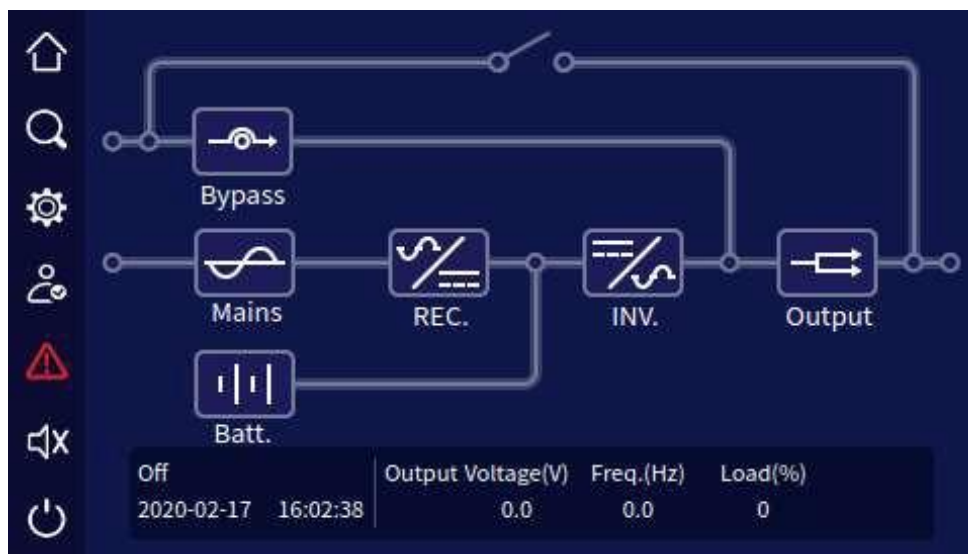 Bypass
Mains
REC.
INV.
Output
Batt.
Off
Output Voltage(V) Freq.(Hz) Load(%)
2020-02-17 16:02:38 0.0 0.0 0